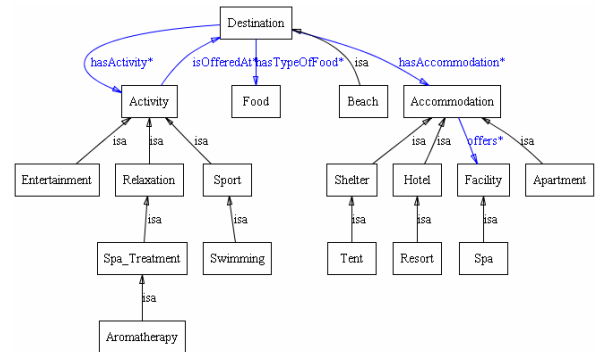 Destination
hasActivity*
isOfferedAt*
hasTypeOfFood*
isa
hasAccommodation*
Activity
Food
Beach
Accommodation
isa
isa
isa
isa
isa
offers*
isa
Entertainment
Relaxation
Sport
Shelter
Hotel
Facility
Apartment
isa
isa
isa
isa
isa
Spa_Treatment
Swimming
Tent
Resort
Spa
isa
Aromatherapy